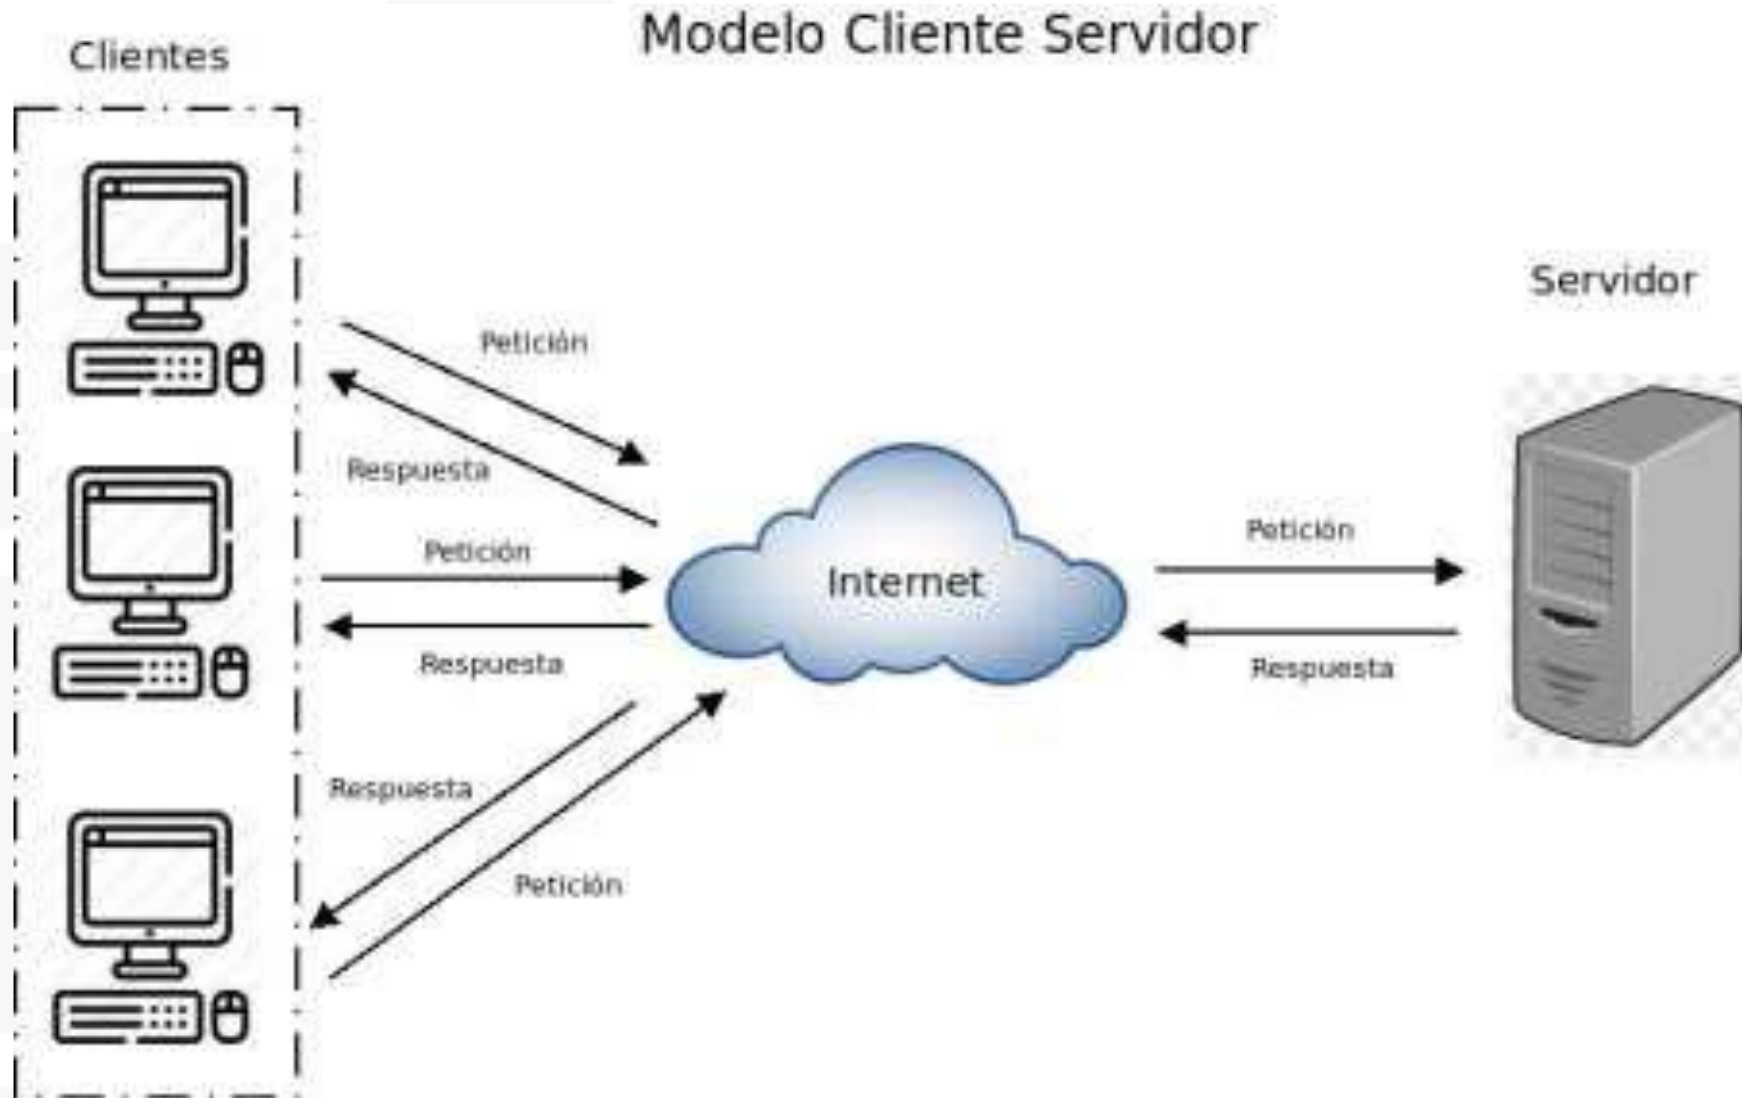 Modelo Cliente Servidor
Clientes
Servidor
Petición
Respuesta
Petición
Respuesta
Internet
Petición
Respuesta
Respuesta
Petición